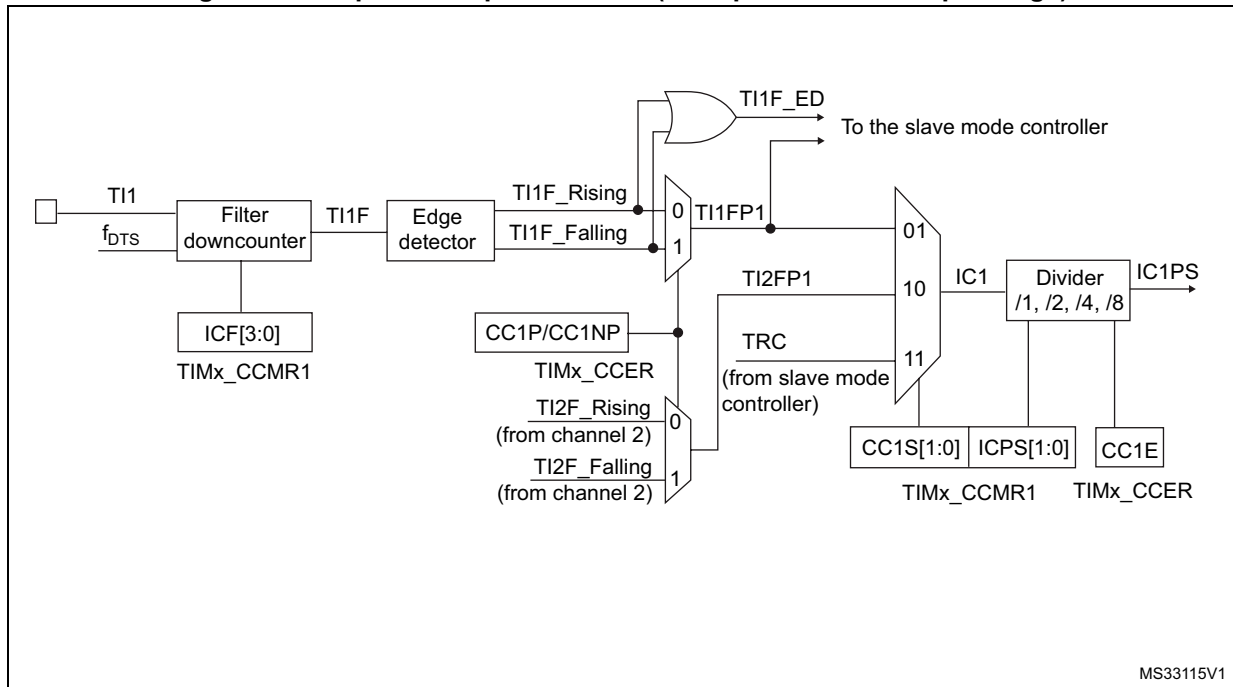 TI1F_ED
To the slave mode controller
TI1
TI1F_Rising
Filter
downcounter
TI1F
Edge
detector
0
TI1FP1
01
fDTS
TI1F_Falling
1
TI2FP1
10
IC1
Divider
/1, /2, /4, /8
IC1PS
ICF[3:0]
CC1P/CC1NP
TRC
11
TIMx_CCMR1
TIMx_CCER
(from slave mode
controller)
TI2F_Rising
0
(from channel 2)
TI2F_Falling
1
(from channel 2)
CC1S[1:0]
ICPS[1:0]
CC1E
TIMx_CCMR1
TIMx_CCER
MS33115V1